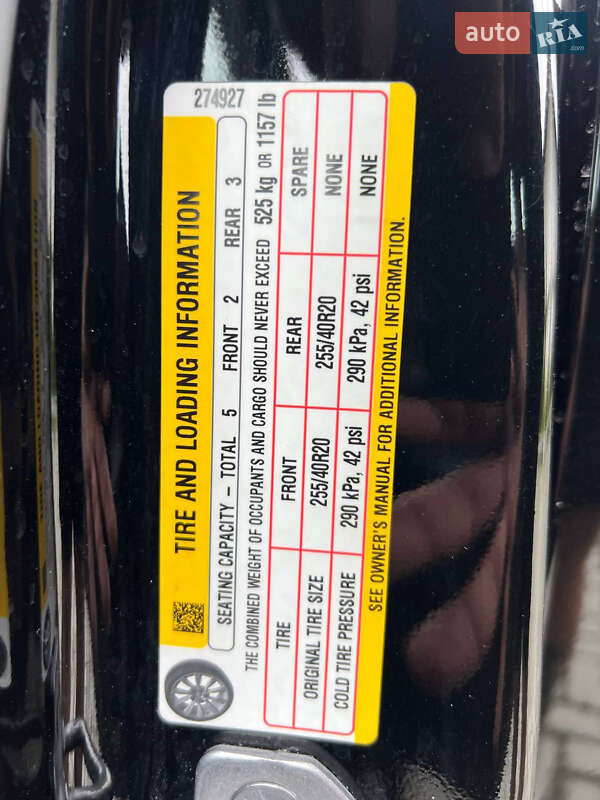 auto RIA
.com
274927
TIRE AND LOADING INFORMATION
SEATING CAPACITY – TOTAL 5 FRONT 2 REAR 3
THE COMBINED WEIGHT OF OCCUPANTS AND CARGO SHOULD NEVER EXCEED 525 kg OR 1157 lb
TIRE FRONT REAR SPARE
ORIGINAL TIRE SIZE 255/40R20 255/40R20 NONE
COLD TIRE PRESSURE 290 kPa, 42 psi 290 kPa, 42 psi NONE
SEE OWNER'S MANUAL FOR ADDITIONAL INFORMATION.